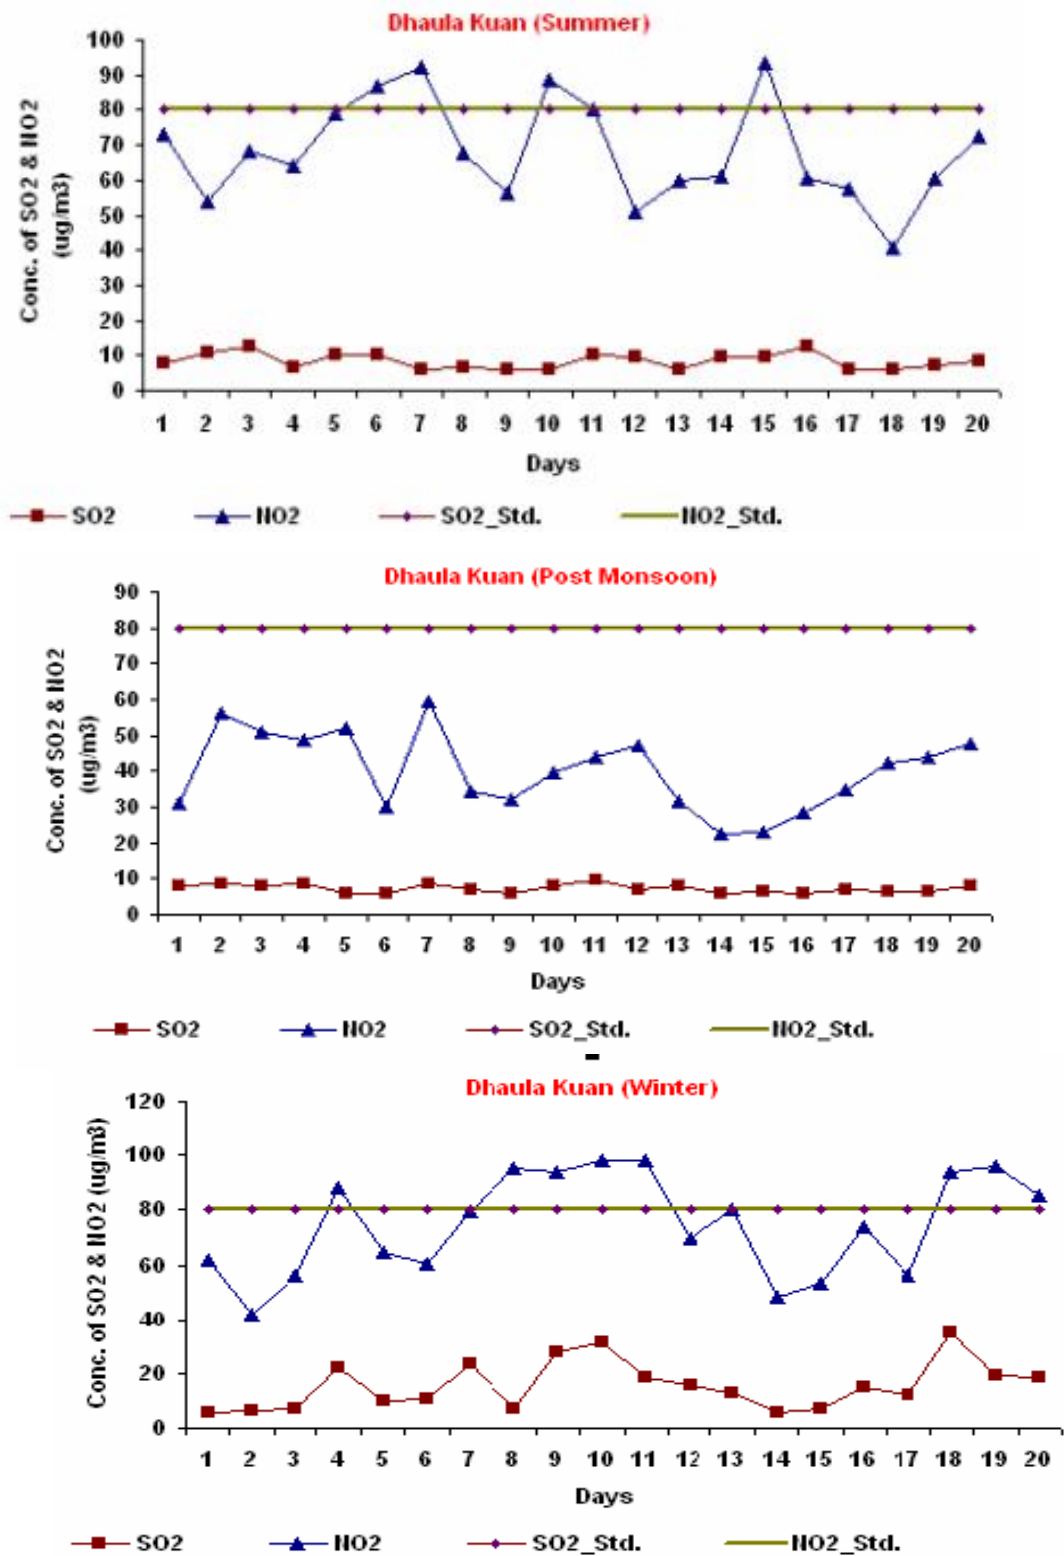 Dhaula Kuan (Summer)
Conc. of SO2 & NO2
(ug/m3)
100
90
80
70
60
50
40
30
20
10
0
1 2 3 4 5 6 7 8 9 10 11 12 13 14 15 16 17 18 19 20
Days
SO2 NO2 SO2_Std. NO2_Std.
Dhaula Kuan (Post Monsoon)
Conc. of SO2 & NO2
(ug/m3)
90
80
70
60
50
40
30
20
10
0
1 2 3 4 5 6 7 8 9 10 11 12 13 14 15 16 17 18 19 20
Days
SO2 NO2 SO2_Std. NO2_Std.
-
Dhaula Kuan (Winter)
Conc. of SO2 & NO2 (ug/m3)
120
100
80
60
40
20
0
1 2 3 4 5 6 7 8 9 10 11 12 13 14 15 16 17 18 19 20
Days
SO2 NO2 SO2_Std. NO2_Std.